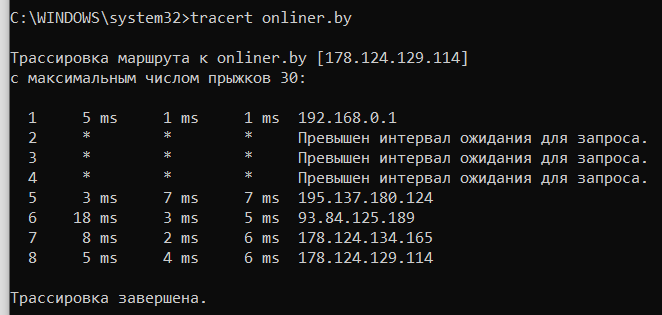 C:\WINDOWS\system32>tracert onliner.by
Трассировка маршрута к onliner.by [178.124.129.114]
с максимальным числом прыжков 30:
1 5 ms 1 ms 1 ms 192.168.0.1
2 * * * Превышен интервал ожидания для запроса.
3 * * * Превышен интервал ожидания для запроса.
4 * * * Превышен интервал ожидания для запроса.
5 3 ms 7 ms 7 ms 195.137.180.124
6 18 ms 3 ms 5 ms 93.84.125.189
7 8 ms 2 ms 6 ms 178.124.134.165
8 5 ms 4 ms 6 ms 178.124.129.114
Трассировка завершена.